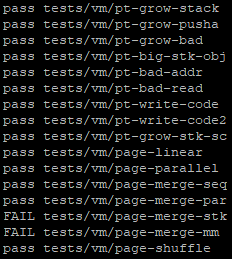 pass tests/vm/pt-grow-stack
pass tests/vm/pt-grow-pusha
pass tests/vm/pt-grow-bad
pass tests/vm/pt-big-stk-obj
pass tests/vm/pt-bad-addr
pass tests/vm/pt-bad-read
pass tests/vm/pt-write-code
pass tests/vm/pt-write-code2
pass tests/vm/pt-grow-stk-sc
pass tests/vm/page-linear
pass tests/vm/page-parallel
pass tests/vm/page-merge-seq
pass tests/vm/page-merge-par
FAIL tests/vm/page-merge-stk
FAIL tests/vm/page-merge-mm
pass tests/vm/page-shuffle